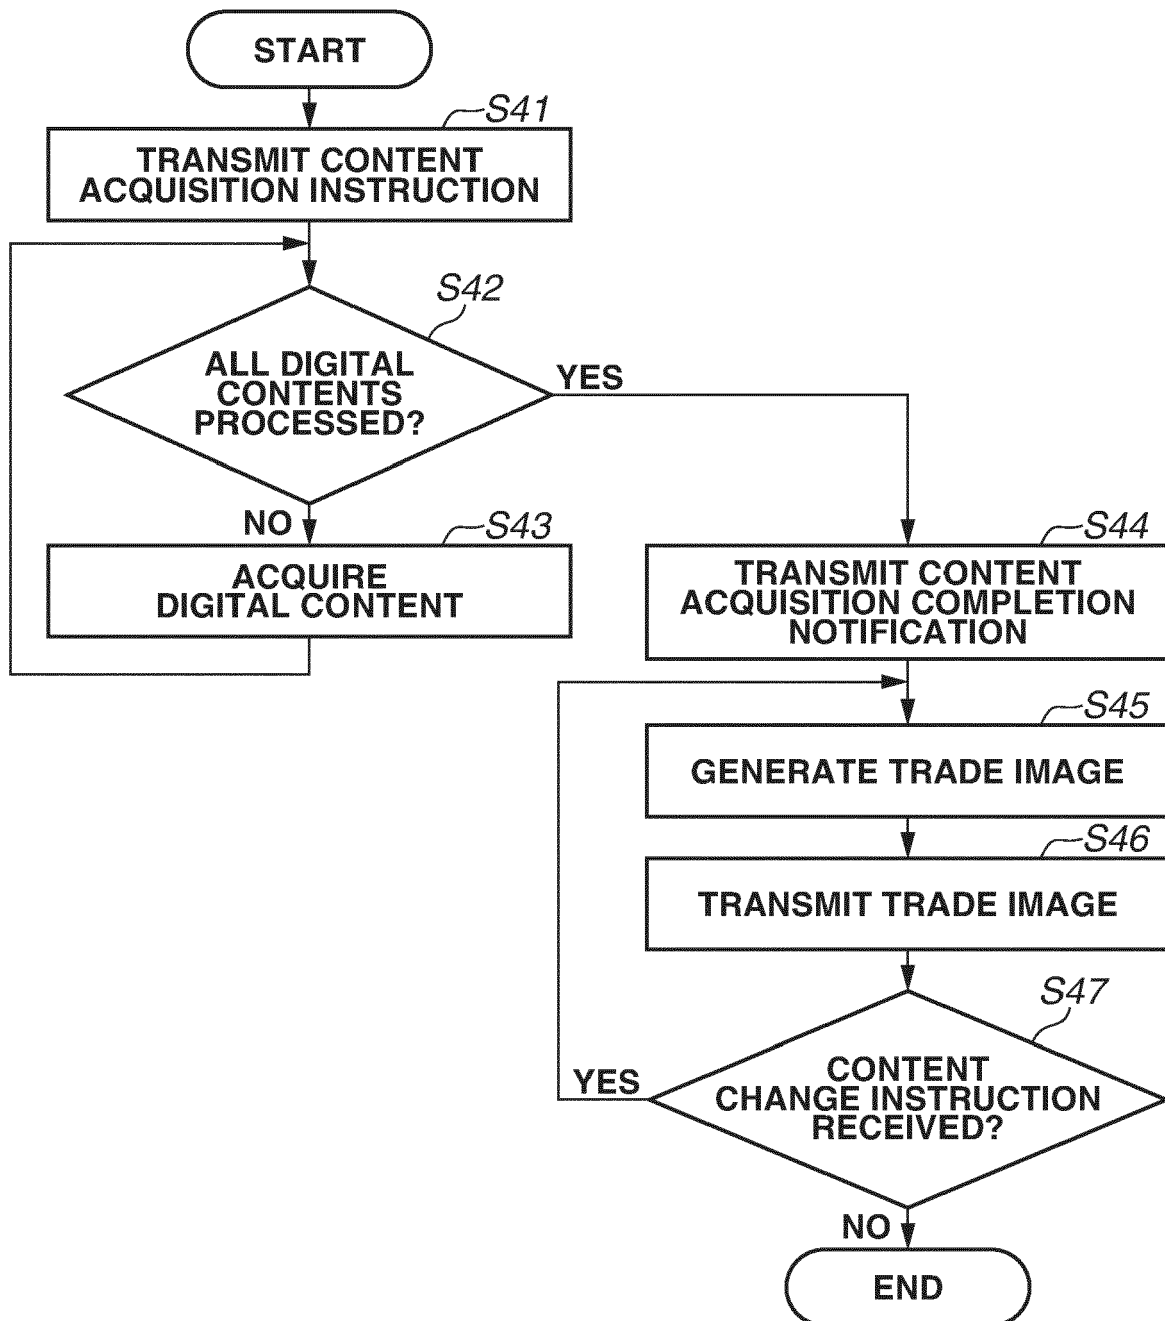 START
S41
TRANSMIT CONTENT
ACQUISITION INSTRUCTION
S42
ALL DIGITAL
CONTENTS
PROCESSED?
YES
NO
S43
ACQUIRE
DIGITAL CONTENT
S44
TRANSMIT CONTENT
ACQUISITION COMPLETION
NOTIFICATION
S45
GENERATE TRADE IMAGE
S46
TRANSMIT TRADE IMAGE
S47
CONTENT
CHANGE INSTRUCTION
RECEIVED?
YES
NO
END